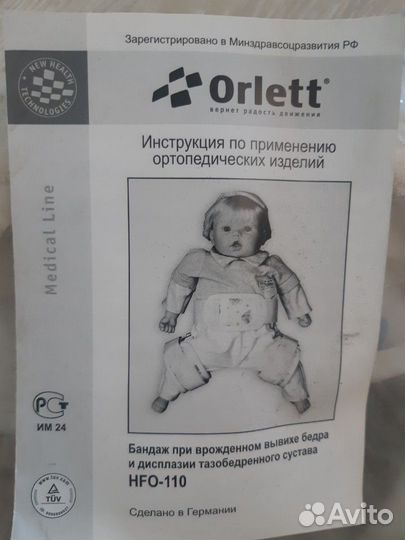 Зарегистрировано в Минздравсоцразвития РФ
NEW HEALTH
TECHNOLOGIES
Orlett®
вернет радость движения
Инструкция по применению
ортопедических изделий
Medical Line
РСТ
ИМ 24
Бандаж при врожденном вывихе бедра
и дисплазии тазобедренного сустава
HFO-110
TÜV
Сделано в Германии
Avito